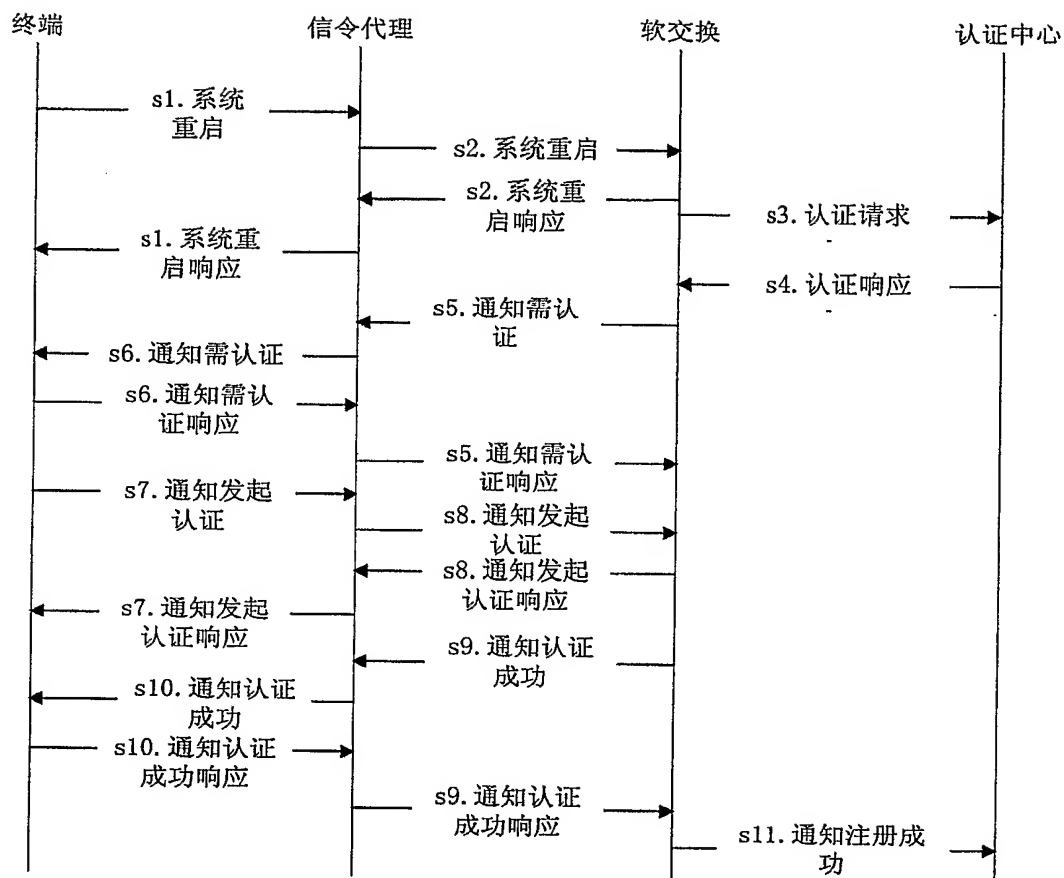 终端
信令代理
软交换
认证中心
s1.系统
重启
s2.系统重启
s2.系统重
启响应
s3.认证请求
s1.系统重
启响应
s4.认证响应
s5.通知需认
证
s6.通知需认证
s6.通知需认
证响应
s5.通知需认
证响应
s7.通知发起
认证
s8.通知发起
认证
s8.通知发起
认证响应
s7.通知发起
认证响应
s9.通知认证
成功
s10.通知认证
成功
s10.通知认证
成功响应
s9.通知认证
成功响应
s11.通知注册成
功